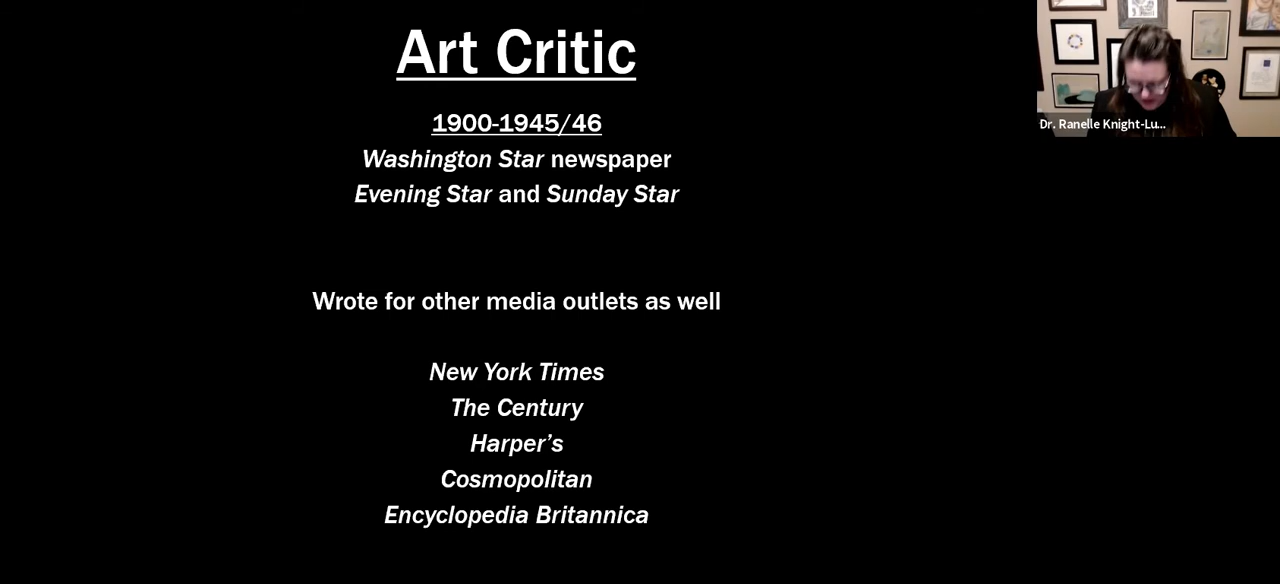 Art Critic
1900-1945/46
Washington Star newspaper
Evening Star and Sunday Star
Wrote for other media outlets as well
New York Times
The Century
Harper’s
Cosmopolitan
Encyclopedia Britannica
Dr. Ranelle Knight-Lu...